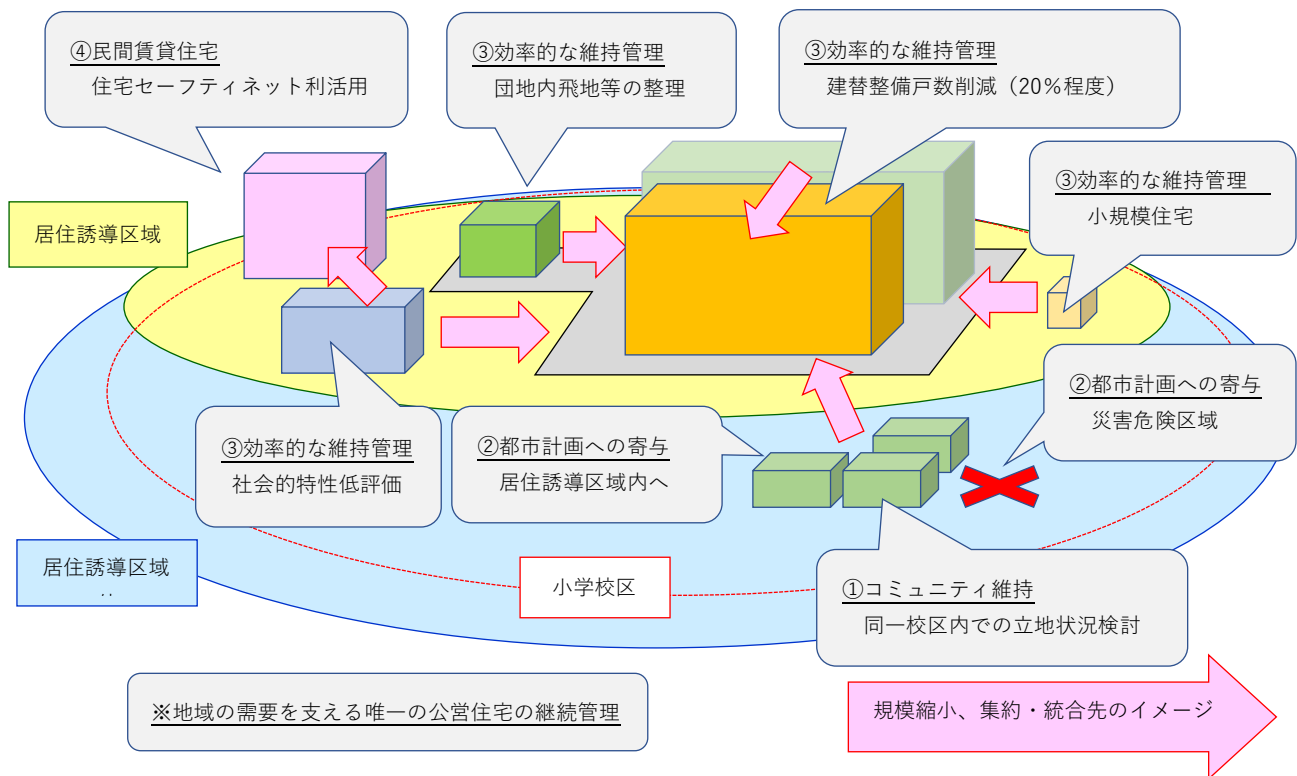 ④民間賃貸住宅
住宅セーフティネット利活用
③効率的な維持管理
団地内飛地等の整理
③効率的な維持管理
建替整備戸数削減（20％程度）
③効率的な維持管理
小規模住宅
居住誘導区域
②都市計画への寄与
災害危険区域
③効率的な維持管理
社会的特性低評価
②都市計画への寄与
居住誘導区域内へ
居住誘導区域
小学校区
①コミュニティ維持
同一校区内での立地状況検討
※地域の需要を支える唯一の公営住宅の継続管理
規模縮小、集約・統合先のイメージ